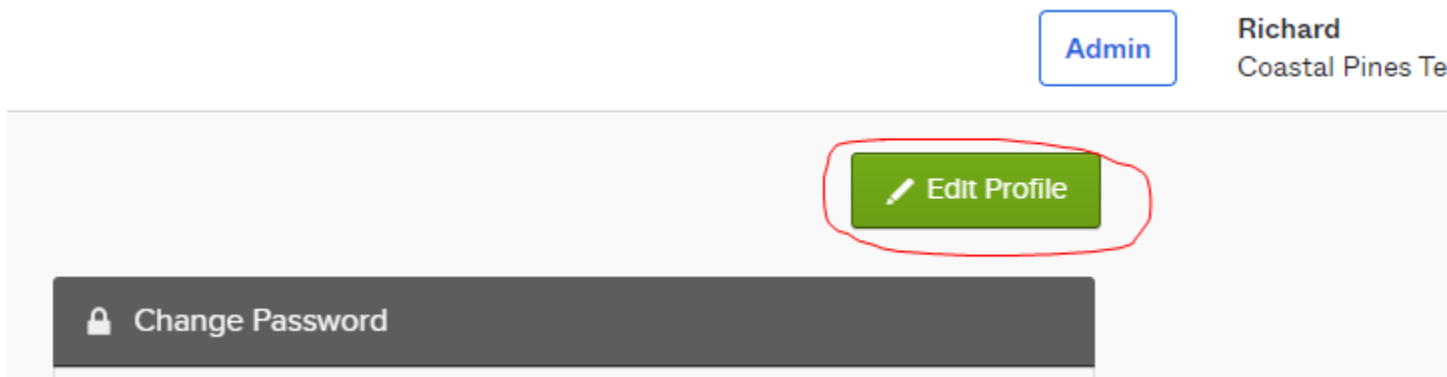 Admin
Richard
Coastal Pines Te
Edit Profile
Change Password